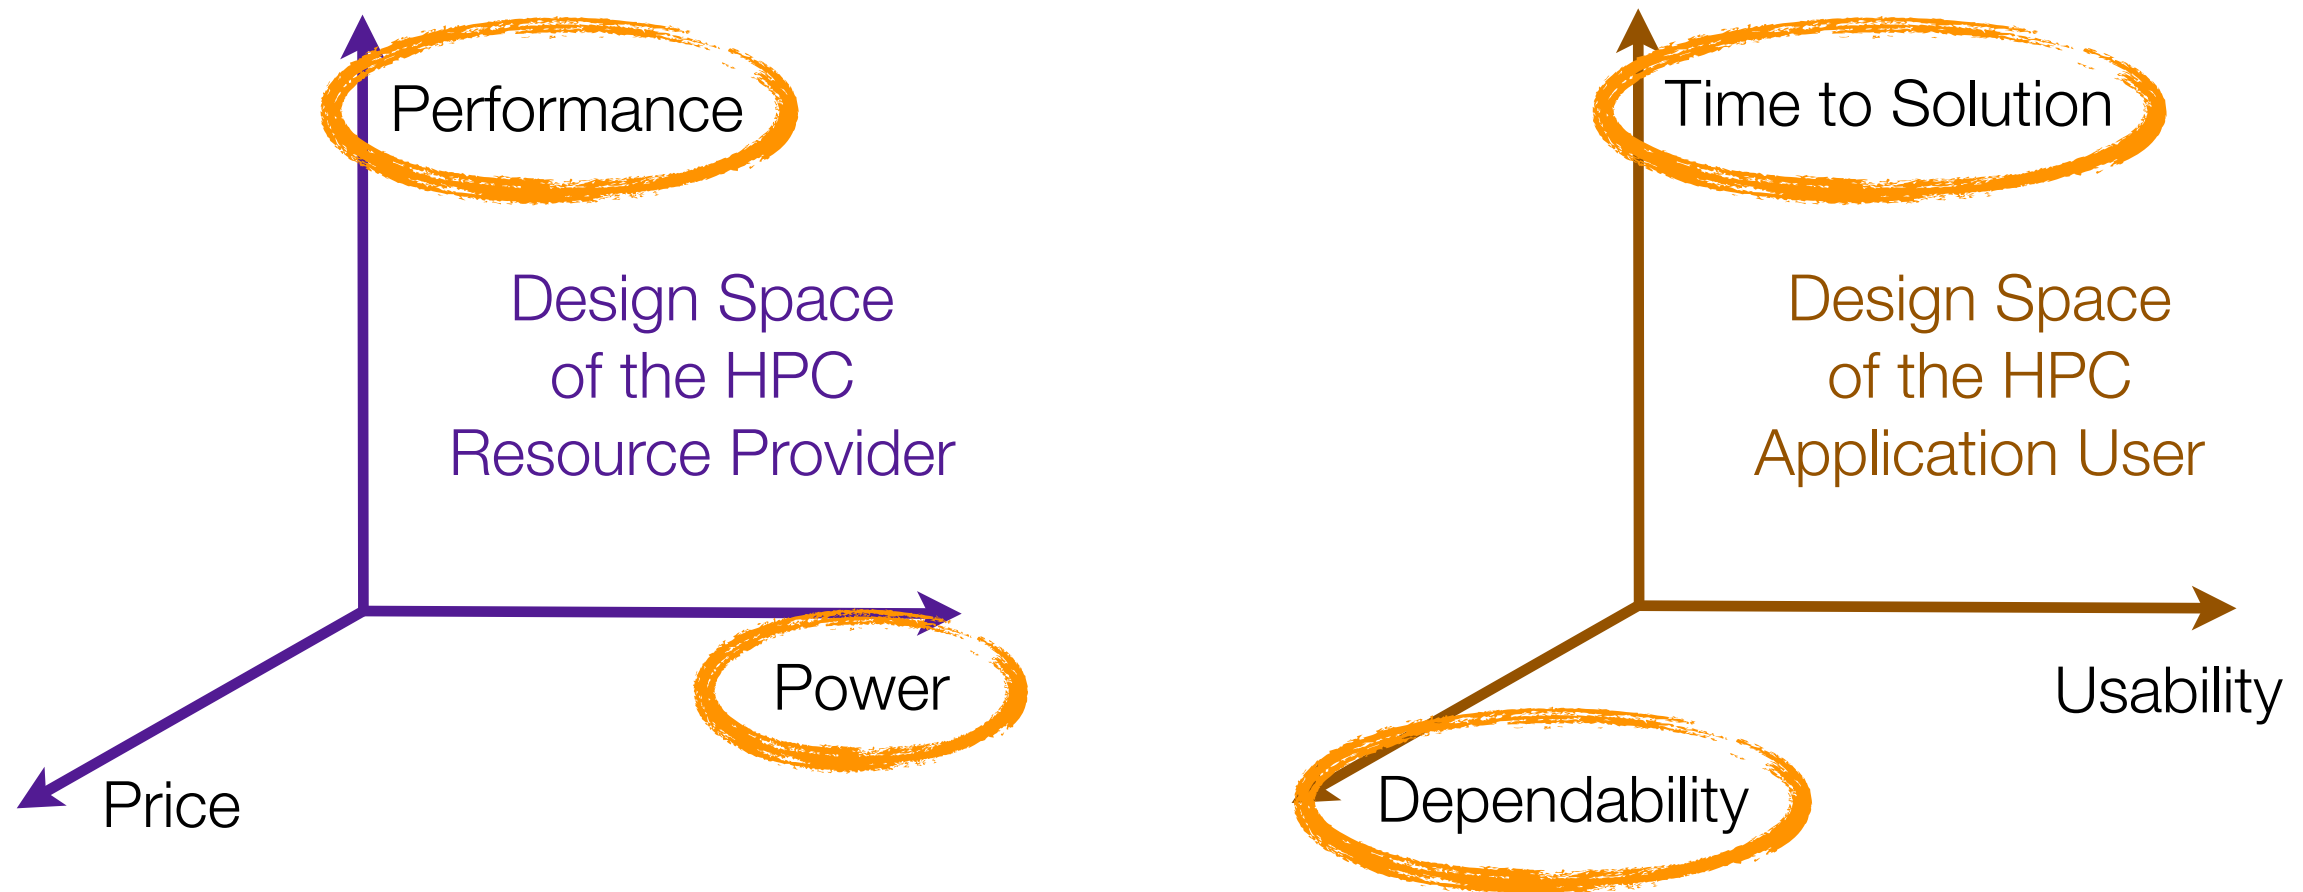 Performance
Design Space
of the HPC
Resource Provider
Power
Price
Time to Solution
Design Space
of the HPC
Application User
Usability
Dependability